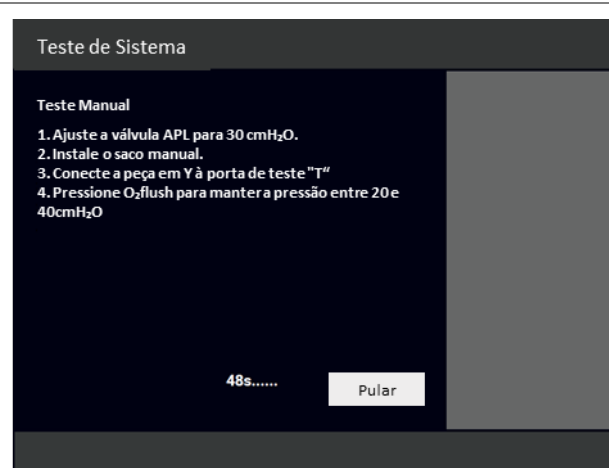 Teste de Sistema
Teste Manual
1. Ajuste a válvula APL para 30 cmH₂O.
2. Instale o saco manual.
3. Conecte a peça em Y à porta de teste "T“
4. Pressione O₂flush para manter a pressão entre 20 e
40cmH₂O
48s......
Pular